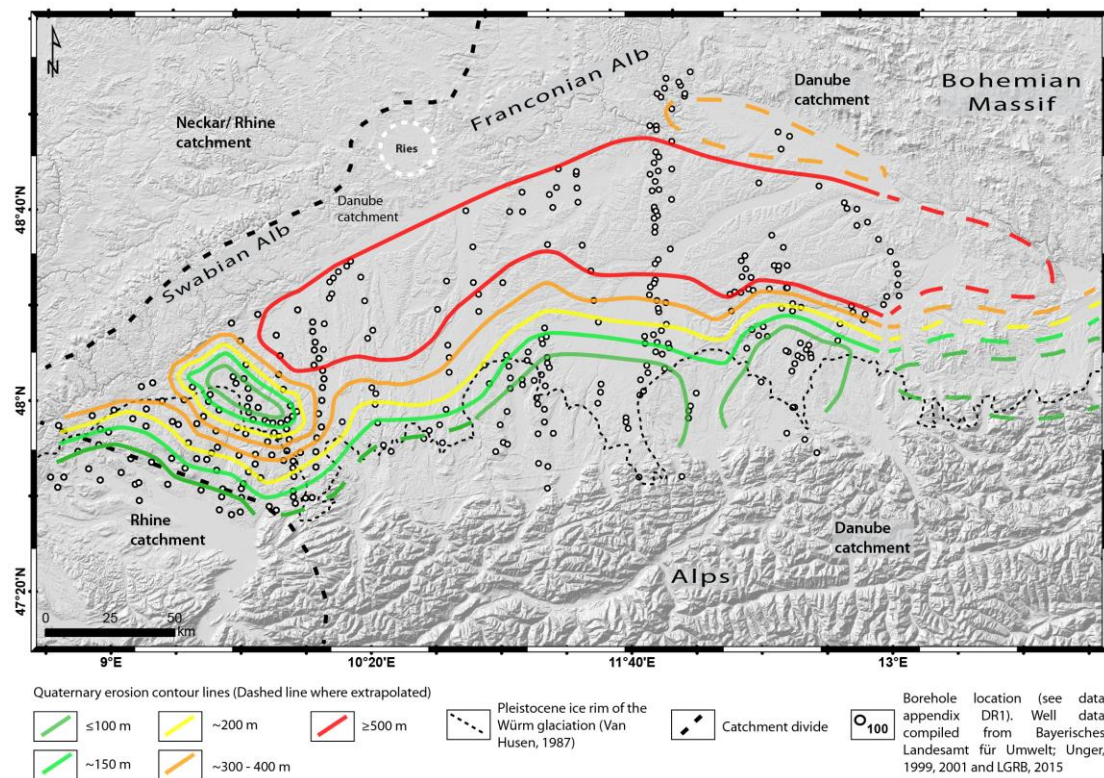 N
Neckar/ Rhine
catchment
Ries
Franconian Alb
Danube
catchment
Bohemian
Massif
Danube
catchment
Swabian Alb
48°40'N
48°0'N
47°20'N
Rhine
catchment
Danube
catchment
Alps
0 25 50
km
9°E 10°20'E 11°40'E 13°E
Quaternary erosion contour lines (Dashed line where extrapolated)
≤100 m
~200 m
≥500 m
~150 m
~300 - 400 m
Pleistocene ice rim of the
Würm glaciation (Van
Husen, 1987)
Catchment divide
100
Borehole location (see data
appendix DR1). Well data
compiled from Bayerisches
Landesamt für Umwelt; Unger,
1999, 2001 and LGRB, 2015